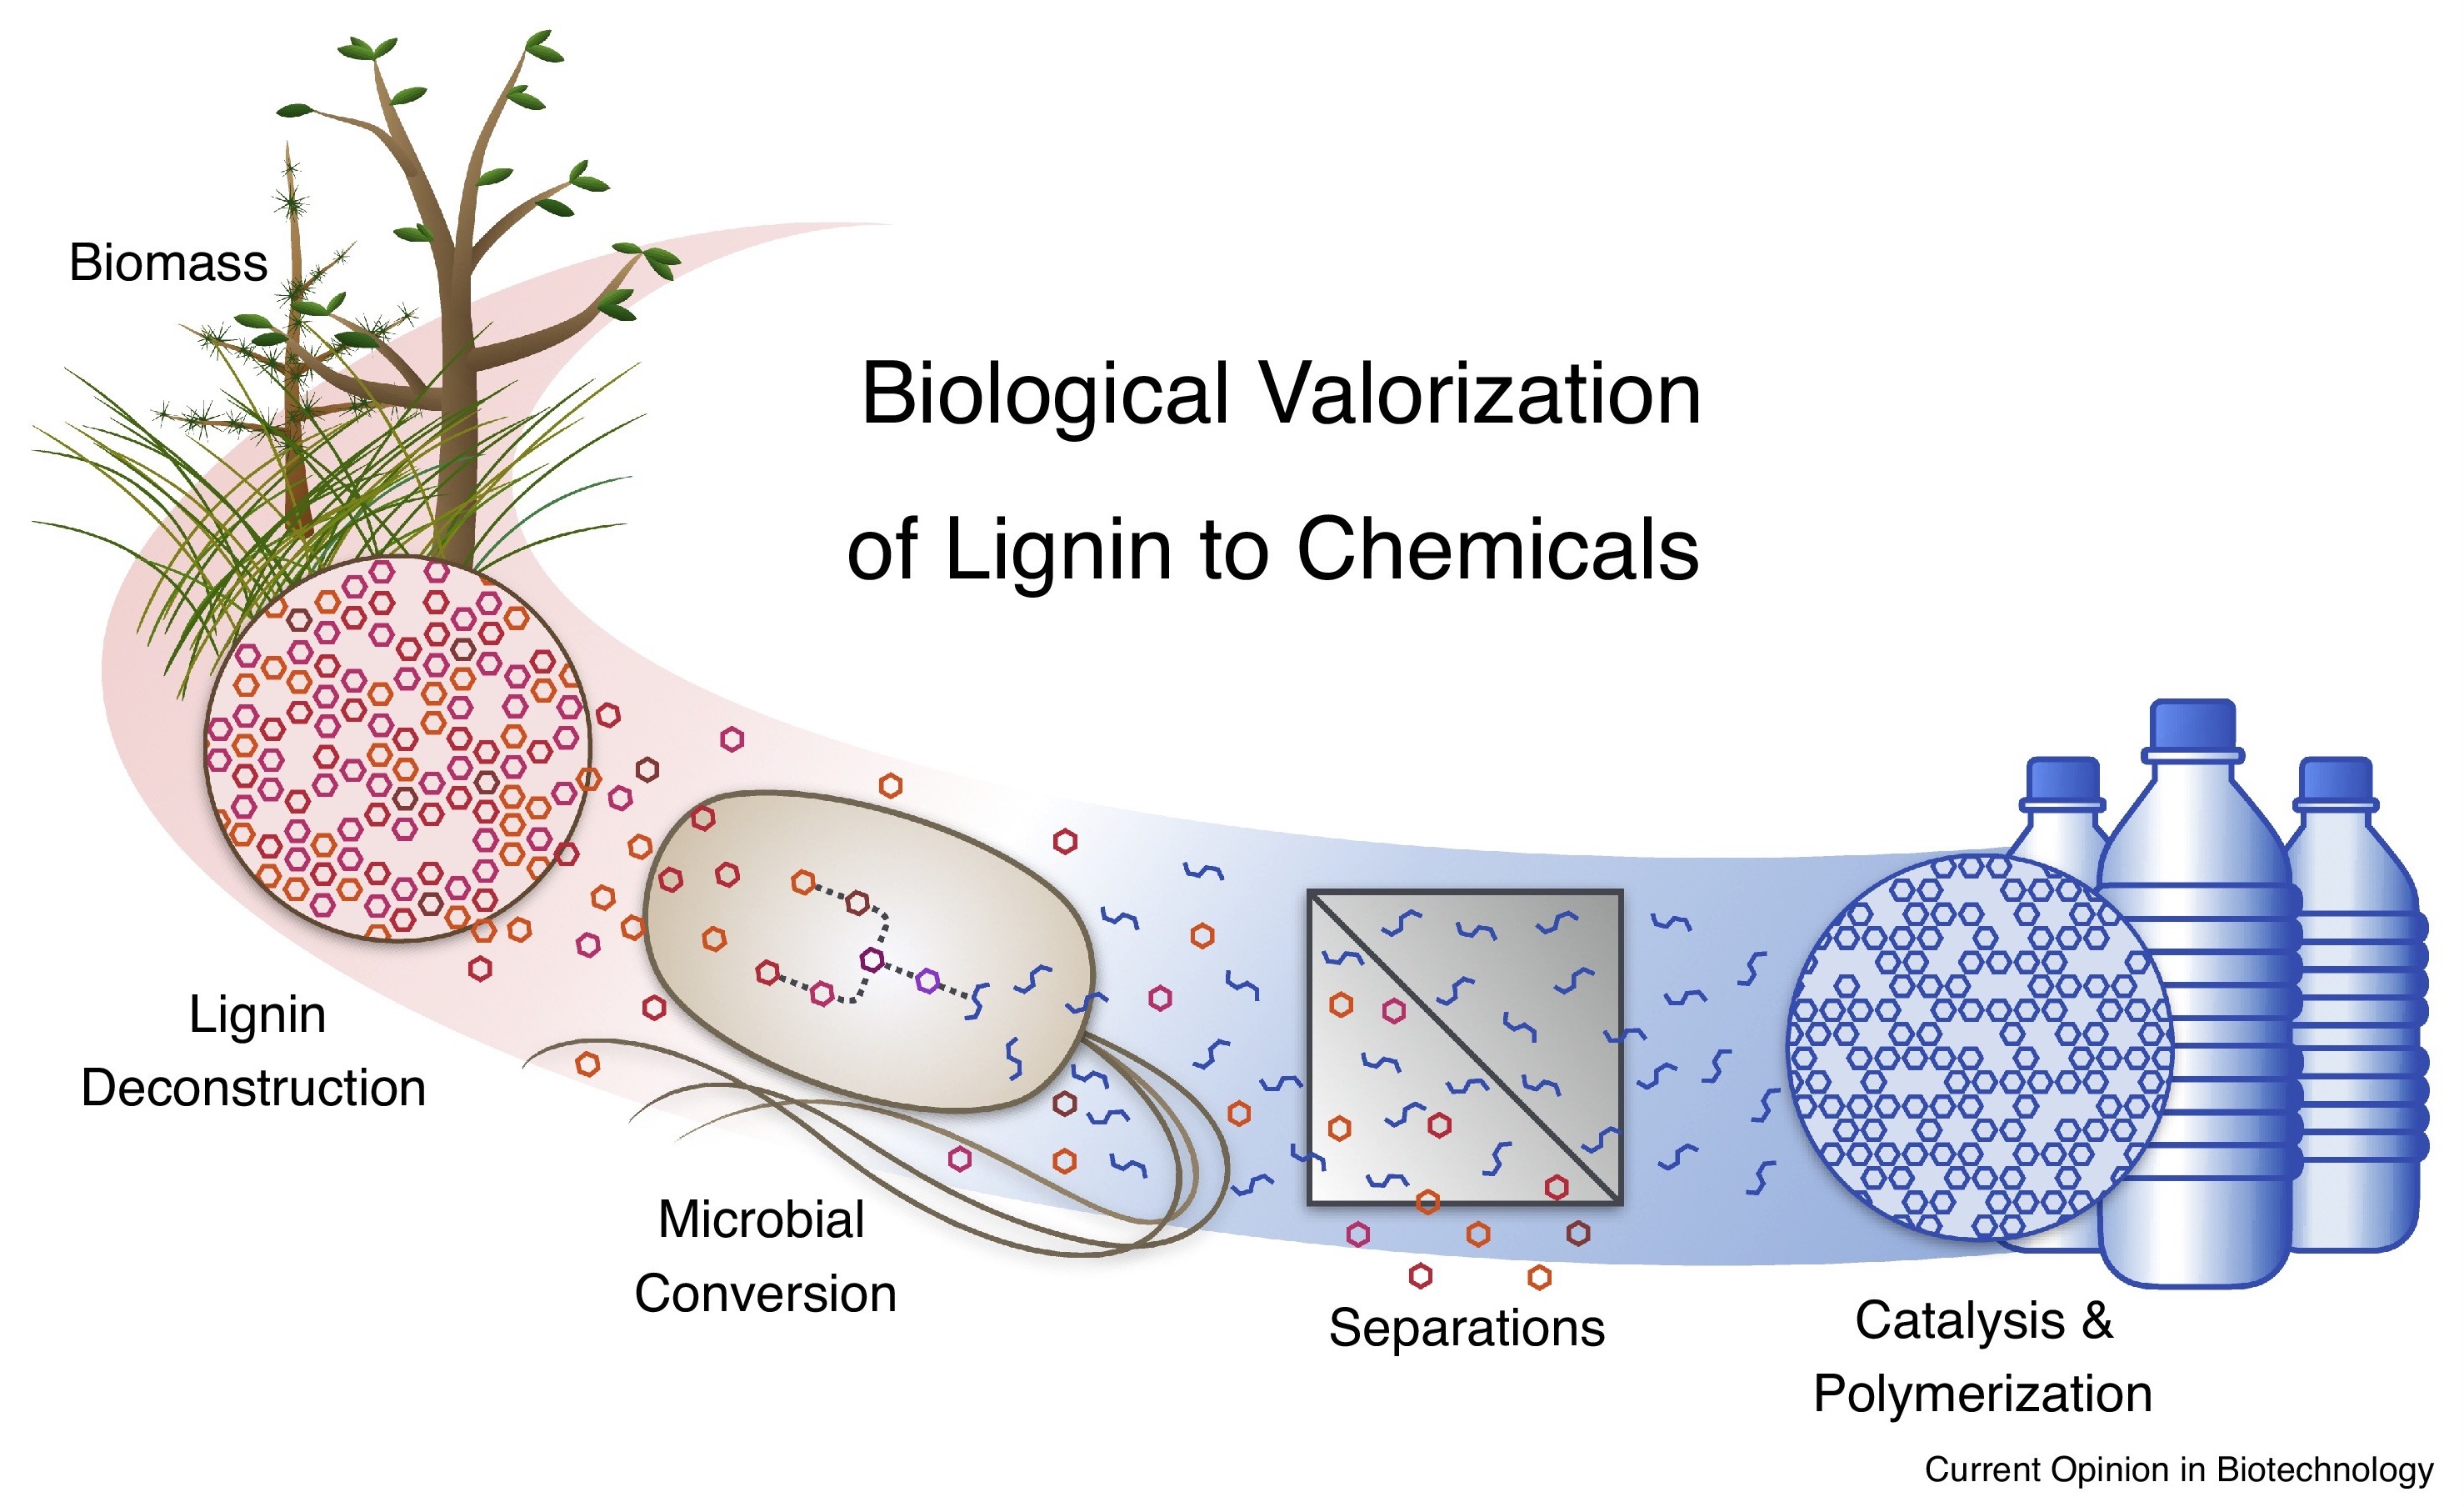 Biomass
Biological Valorization
of Lignin to Chemicals
Lignin
Deconstruction
Microbial
Conversion
Separations
Catalysis &
Polymerization
Current Opinion in Biotechnology